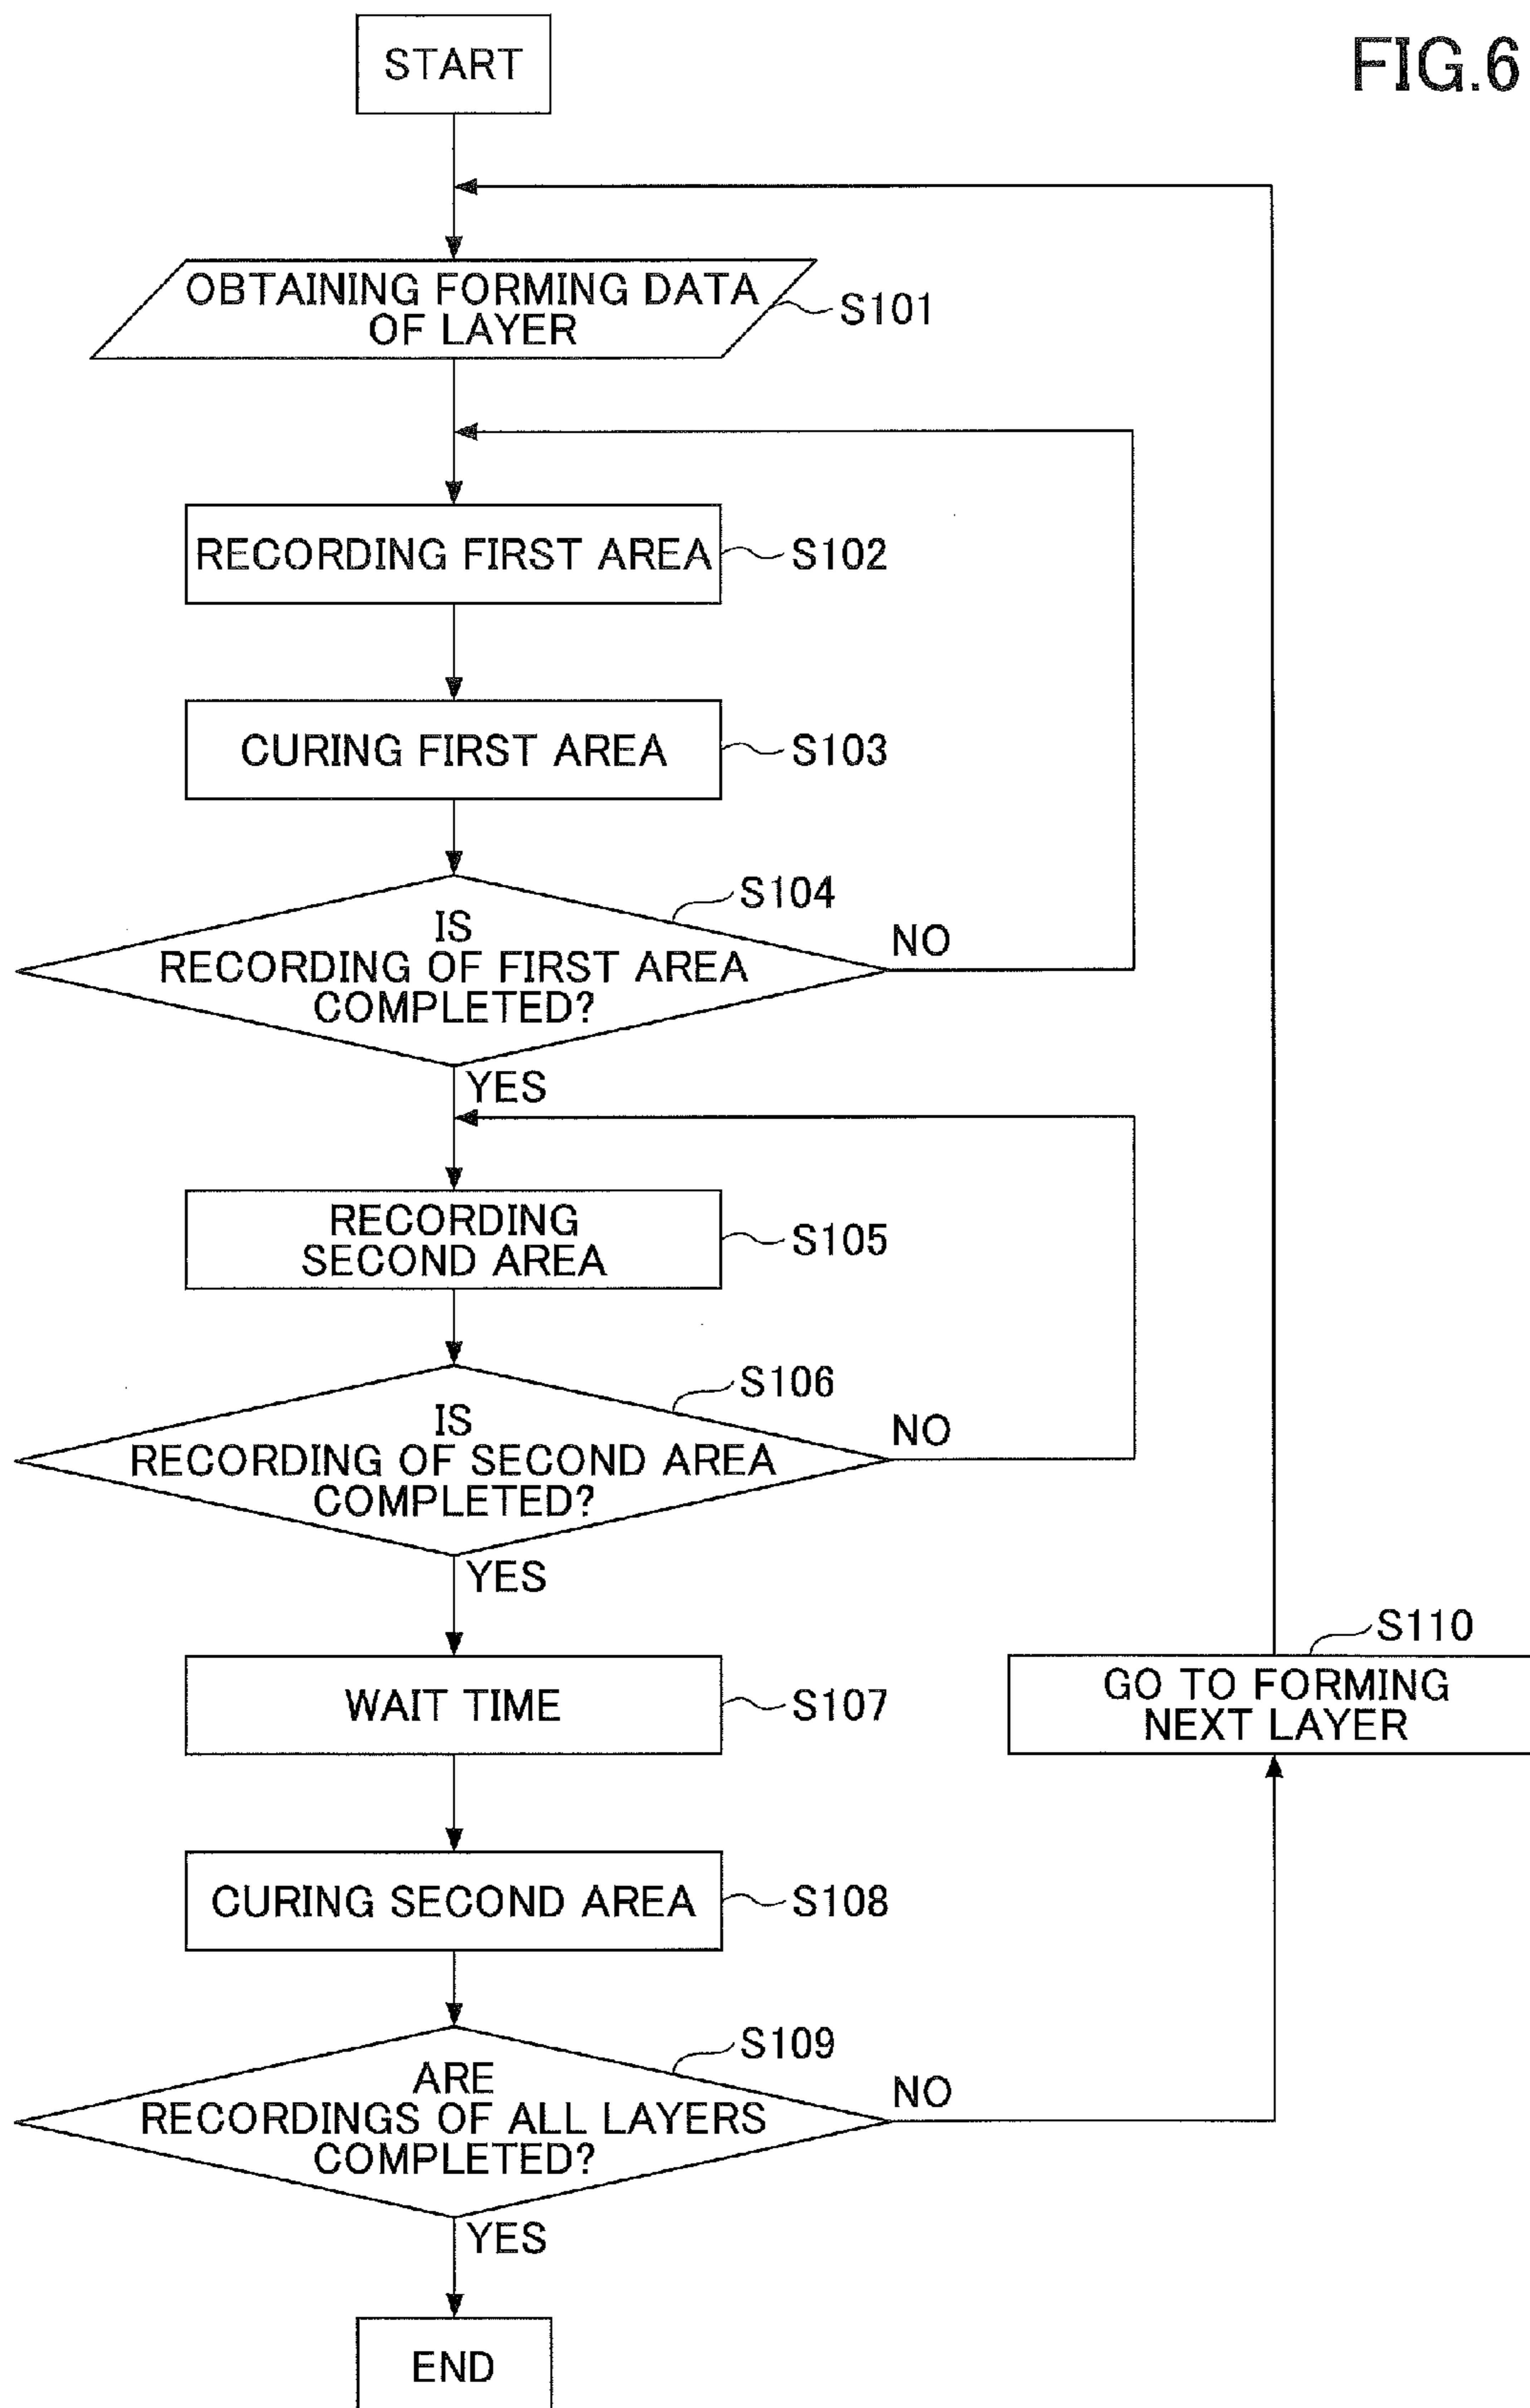 FIG.6
START
OBTAINING FORMING DATA
OF LAYER
S101
RECORDING FIRST AREA
S102
CURING FIRST AREA
S103
S104
IS
RECORDING OF FIRST AREA
COMPLETED?
NO
YES
RECORDING
SECOND AREA
S105
S106
IS
RECORDING OF SECOND AREA
COMPLETED?
NO
YES
WAIT TIME
S107
S110
GO TO FORMING
NEXT LAYER
CURING SECOND AREA
S108
S109
ARE
RECORDINGS OF ALL LAYERS
COMPLETED?
NO
YES
END